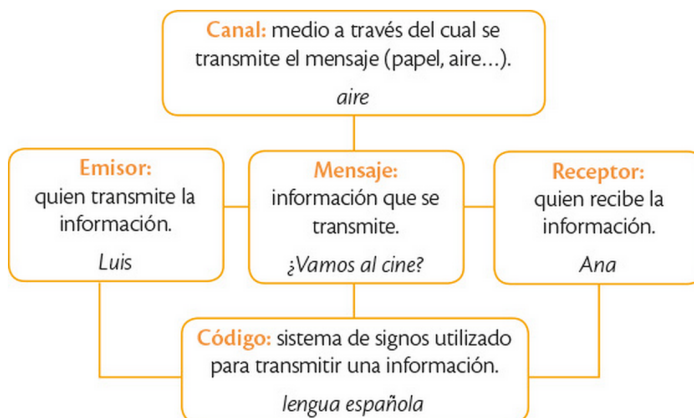 Canal: medio a través del cual se
transmite el mensaje (papel, aire...).
aire
Emisor:
quien transmite la
información.
Luis
Mensaje:
información que se
transmite.
¿Vamos al cine?
Receptor:
quien recibe la
información.
Ana
Código: sistema de signos utilizado
para transmitir una información.
lengua española